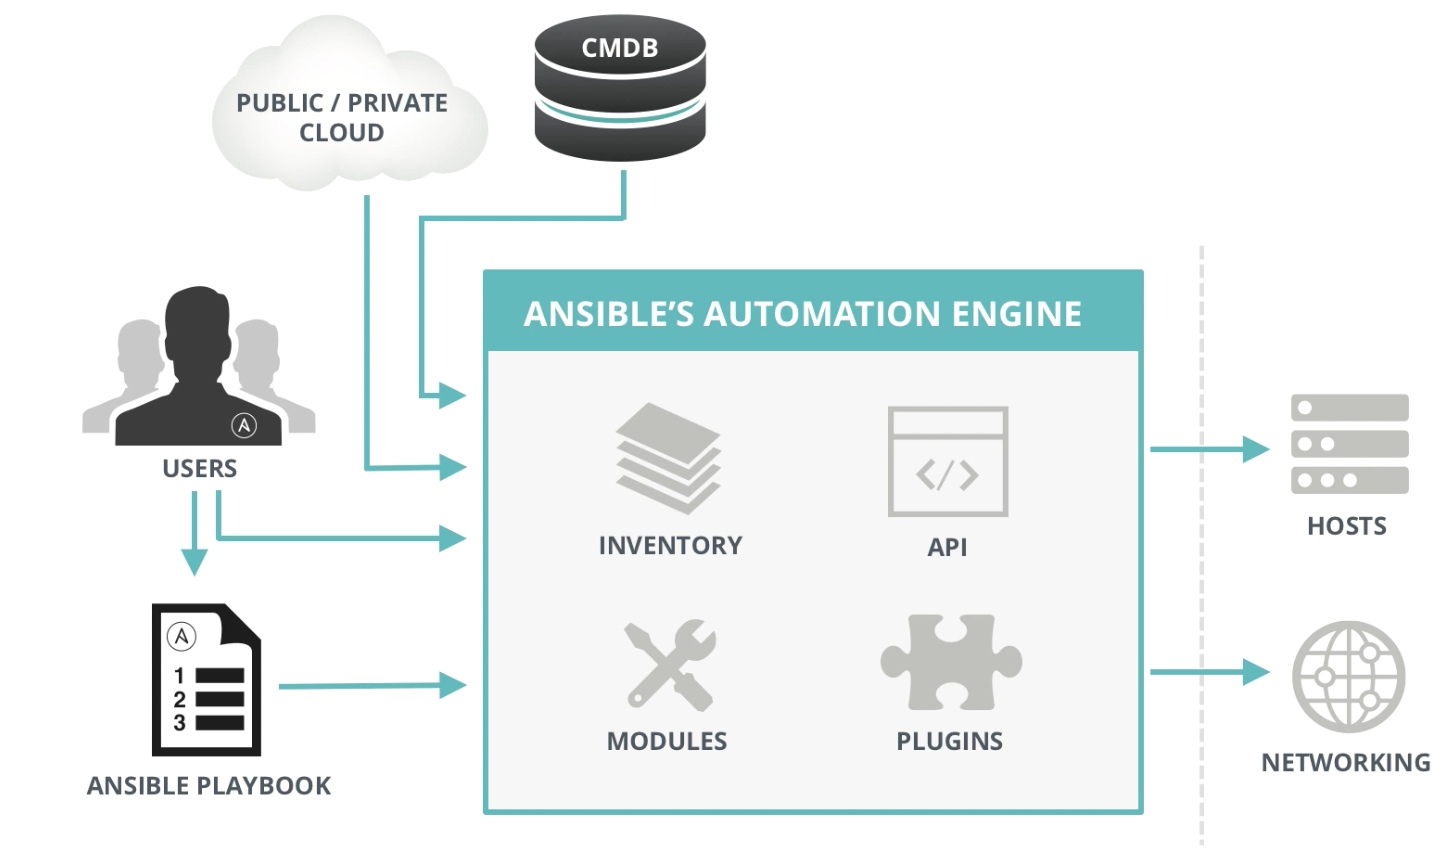 CMDB
PUBLIC / PRIVATE
CLOUD
ANSIBLE’S AUTOMATION ENGINE
USERS
INVENTORY
API
</>
HOSTS
A
A
1
2
3
MODULES
PLUGINS
NETWORKING
ANSIBLE PLAYBOOK